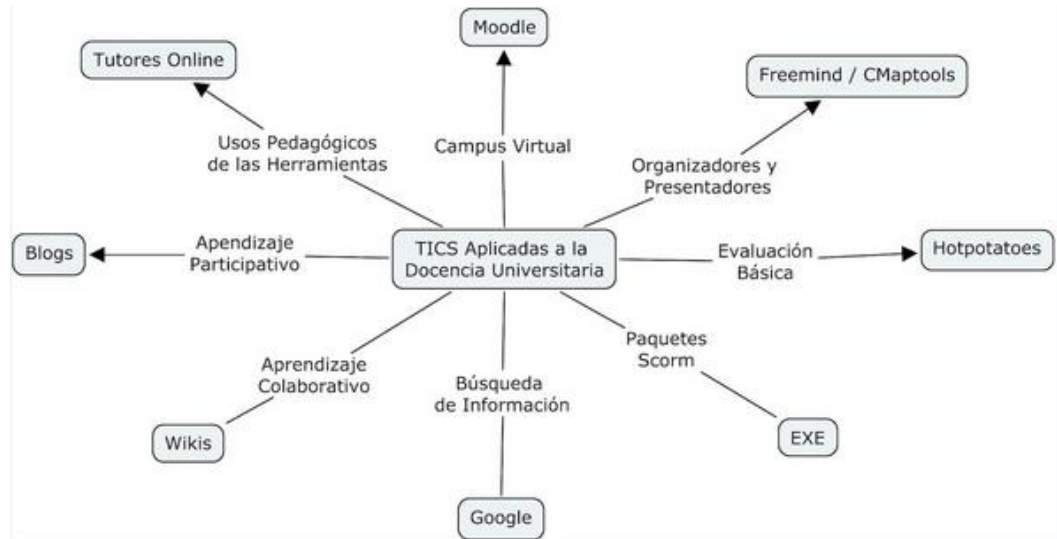 Moodle
Tutores Online
Freemind / CMaptools
Usos Pedagógicos
de las Herramientas
Campus Virtual
Organizadores y
Presentadores
Blogs
Apendizaje
Participativo
TICS Aplicadas a la
Docencia Universitaria
Evaluación
Básica
Hotpotatoes
Aprendizaje
Colaborativo
Búsqueda
de Información
Paquetes
Scorm
Wikis
EXE
Google